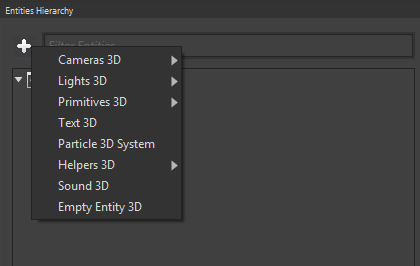 Entities Hierarchy
Filter Entities
Cameras 3D
Lights 3D
Primitives 3D
Text 3D
Particle 3D System
Helpers 3D
Sound 3D
Empty Entity 3D